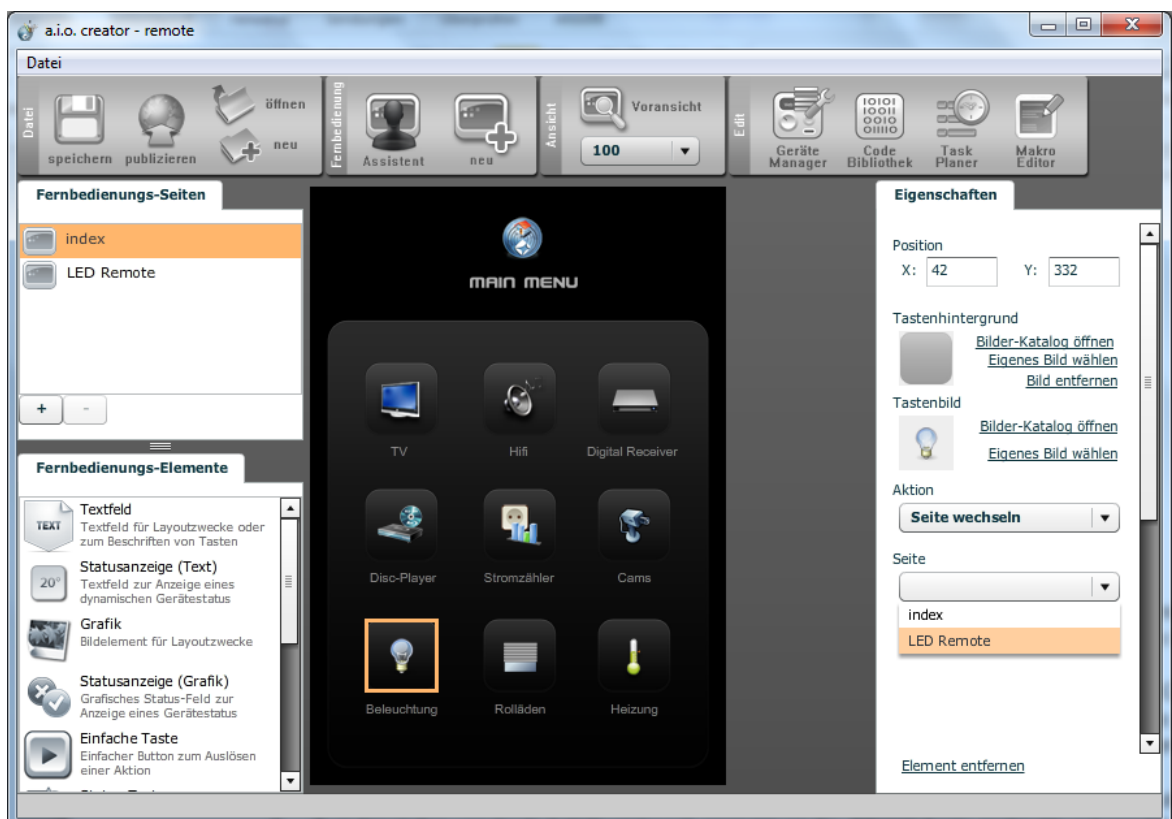 a.i.o. creator - remote
Datei
Datei
speichern
publizieren
öffnen
neu
Fernbedienung
Assistent
neu
Ansicht
Voransicht
100
Edit
Geräte
Manager
Code
Bibliothek
Task
Planer
Makro
Editor
10101
10011
0010
01110
Fernbedienungs-Seiten
index
LED Remote
+
-
Fernbedienungs-Elemente
TEXT
Textfeld
Textfeld für Layoutzwecke oder
zum Beschriften von Tasten
20°
Statusanzeige (Text)
Textfeld zur Anzeige eines
dynamischen Gerätestatus
Grafik
Bildelement für Layoutzwecke
Statusanzeige (Grafik)
Grafisches Status-Feld zur
Anzeige eines Gerätestatus
Einfache Taste
Einfacher Button zum Auslösen
einer Aktion
MAIN MENU
TV
Hifi
Digital Receiver
Disc-Player
Stromzähler
Cams
Beleuchtung
Rolläden
Heizung
Eigenschaften
Position
X: 42 Y: 332
Tastenhintergrund
Bilder-Katalog öffnen
Eigenes Bild wählen
Bild entfernen
Tastenbild
Bilder-Katalog öffnen
Eigenes Bild wählen
Aktion
Seite wechseln
Seite
index
LED Remote
Element entfernen